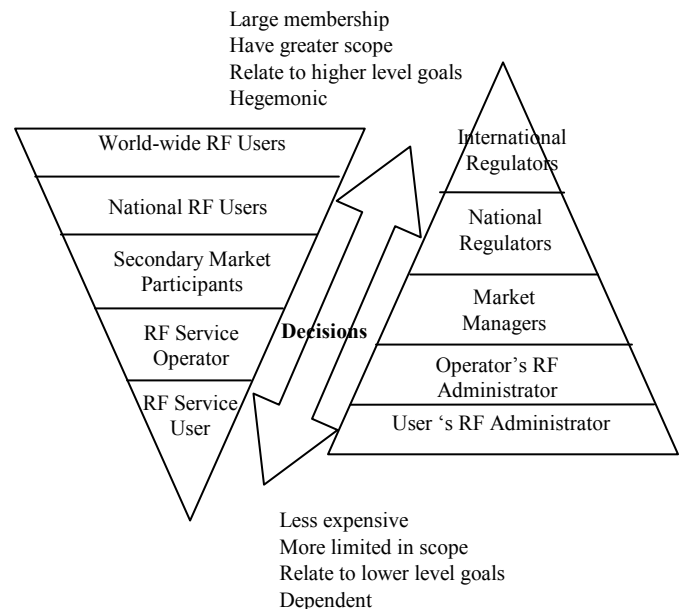 Large membership
Have greater scope
Relate to higher level goals
Hegemonic
World-wide RF Users
National RF Users
Secondary Market
Participants
RF Service
Operator
RF Service
User
Decisions
International
Regulators
National
Regulators
Market
Managers
Operator’s RF
Administrator
User ‘s RF Administrator
Less expensive
More limited in scope
Relate to lower level goals
Dependent